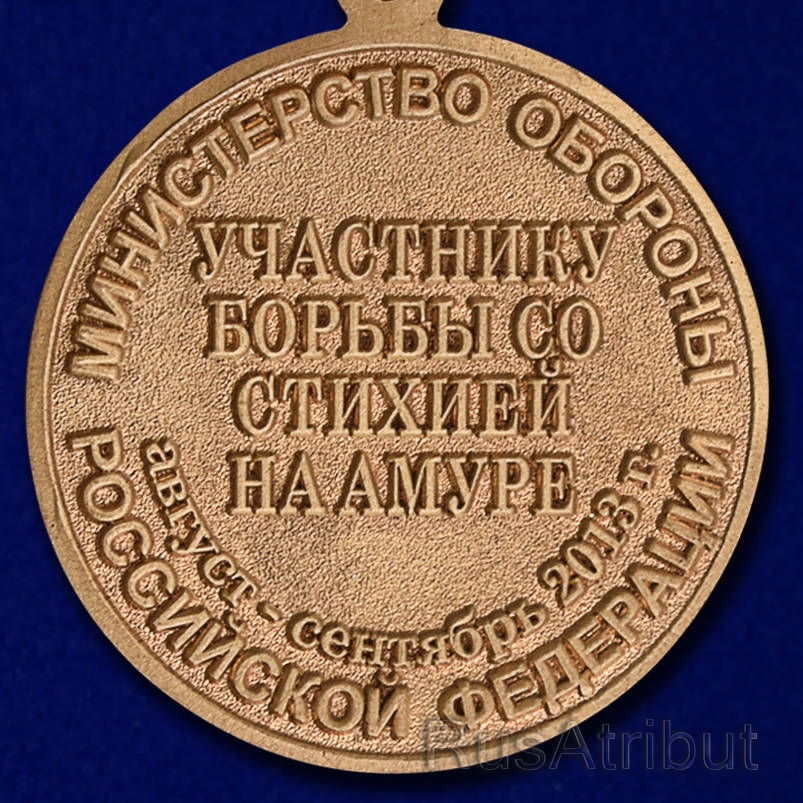 МИНИСТЕРСТВО ОБОРОНЫ
УЧАСТНИКУ
БОРЬБЫ СО
СТИХИЕЙ
НА АМУРЕ
август - сентябрь 2013 г.
РОССИЙСКОЙ ФЕДЕРАЦИИ
RusAtribut